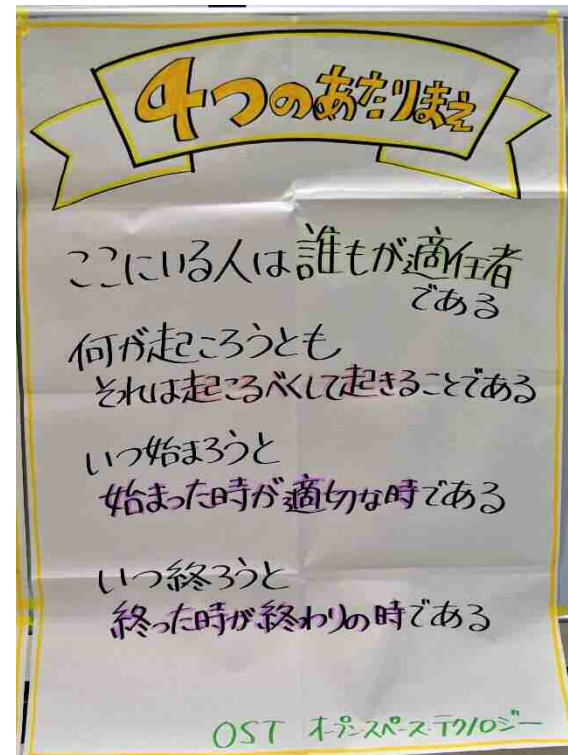 4つのあたりまえ
ここにいる人は誰もが適任者
である
何が起ころうとも
それは起こるべくして起きることである
いつ始まろうと
始まった時が適切な時である
いつ終ろうと
終った時が終わりの時である
OST オープンスペース・テクノロジー